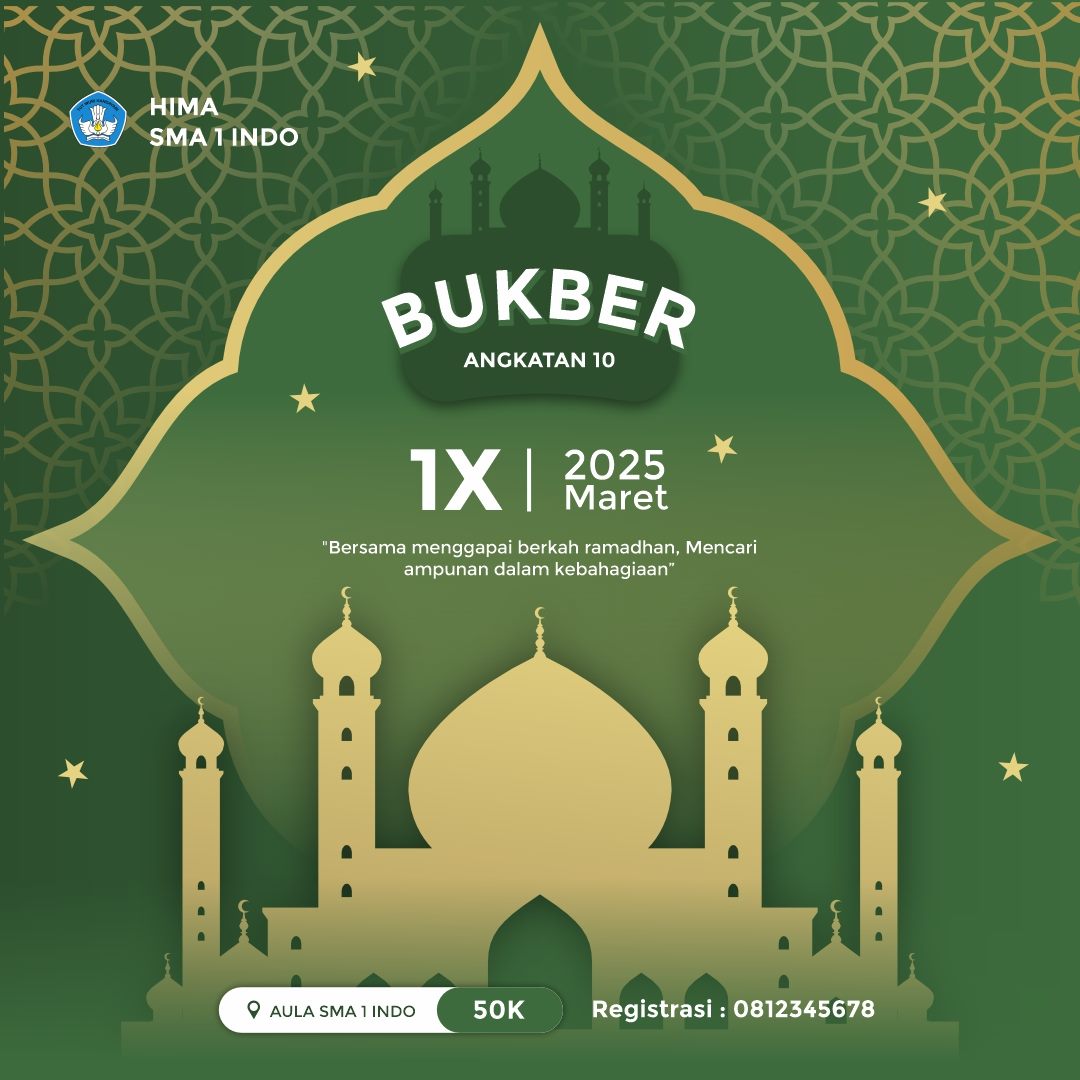 HIMA
SMA 1 INDO
BUKBER
ANGKATAN 10
1X
2025
Maret
"Bersama menggapai berkah ramadhan, Mencari
ampunan dalam kebahagiaan”
AULA SMA 1 INDO
50K
Registrasi : 0812345678